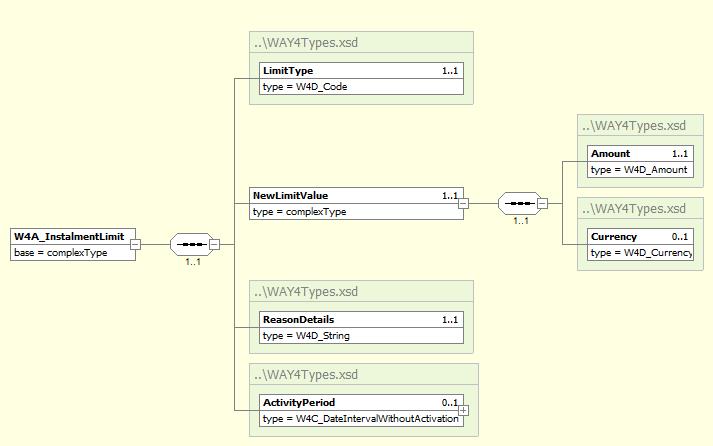 ..\WAY4Types.xsd
LimitType 1..1
type = W4D_Code
..\WAY4Types.xsd
Amount 1..1
type = W4D_Amount
NewLimitValue 1..1
type = complexType
1..1
..\WAY4Types.xsd
Currency 0..1
type = W4D_Currency
W4A_InstalmentLimit
base = complexType
1..1
..\WAY4Types.xsd
ReasonDetails 1..1
type = W4D_String
..\WAY4Types.xsd
ActivityPeriod 0..1
type = W4C_DateIntervalWithoutActivation